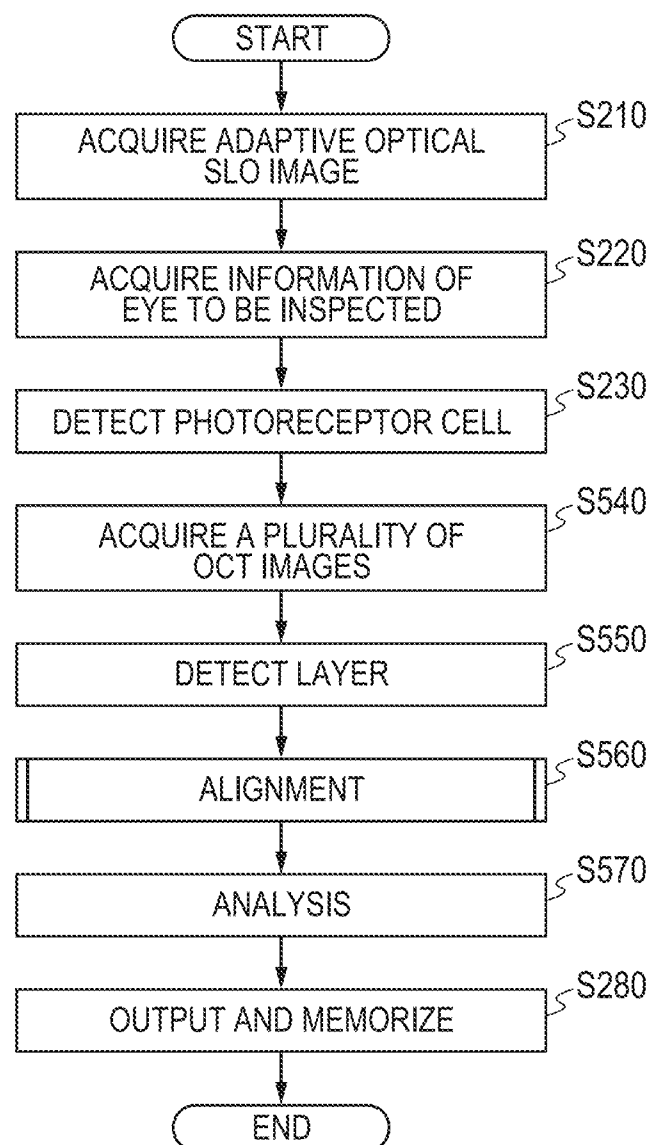 START
S210
ACQUIRE ADAPTIVE OPTICAL
SLO IMAGE
S220
ACQUIRE INFORMATION OF
EYE TO BE INSPECTED
S230
DETECT PHOTORECEPTOR CELL
S540
ACQUIRE A PLURALITY OF
OCT IMAGES
S550
DETECT LAYER
S560
ALIGNMENT
S570
ANALYSIS
S280
OUTPUT AND MEMORIZE
END